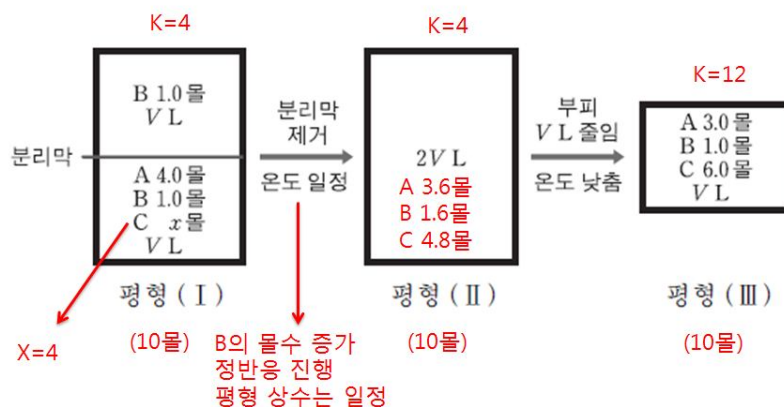 K=4
K=4
K=12
B 1.0몰
V L
분리막
A 4.0몰
B 1.0몰
C x몰
V L
분리막
제거
온도 일정
2V L
A 3.6몰
B 1.6몰
C 4.8몰
부피
V L 줄임
온도 낮춤
A 3.0몰
B 1.0몰
C 6.0몰
V L
평형 (Ⅰ)
평형 (Ⅱ)
평형 (Ⅲ)
X=4
(10몰)
B의 몰수 증가
정반응 진행
평형 상수는 일정
(10몰)
(10몰)